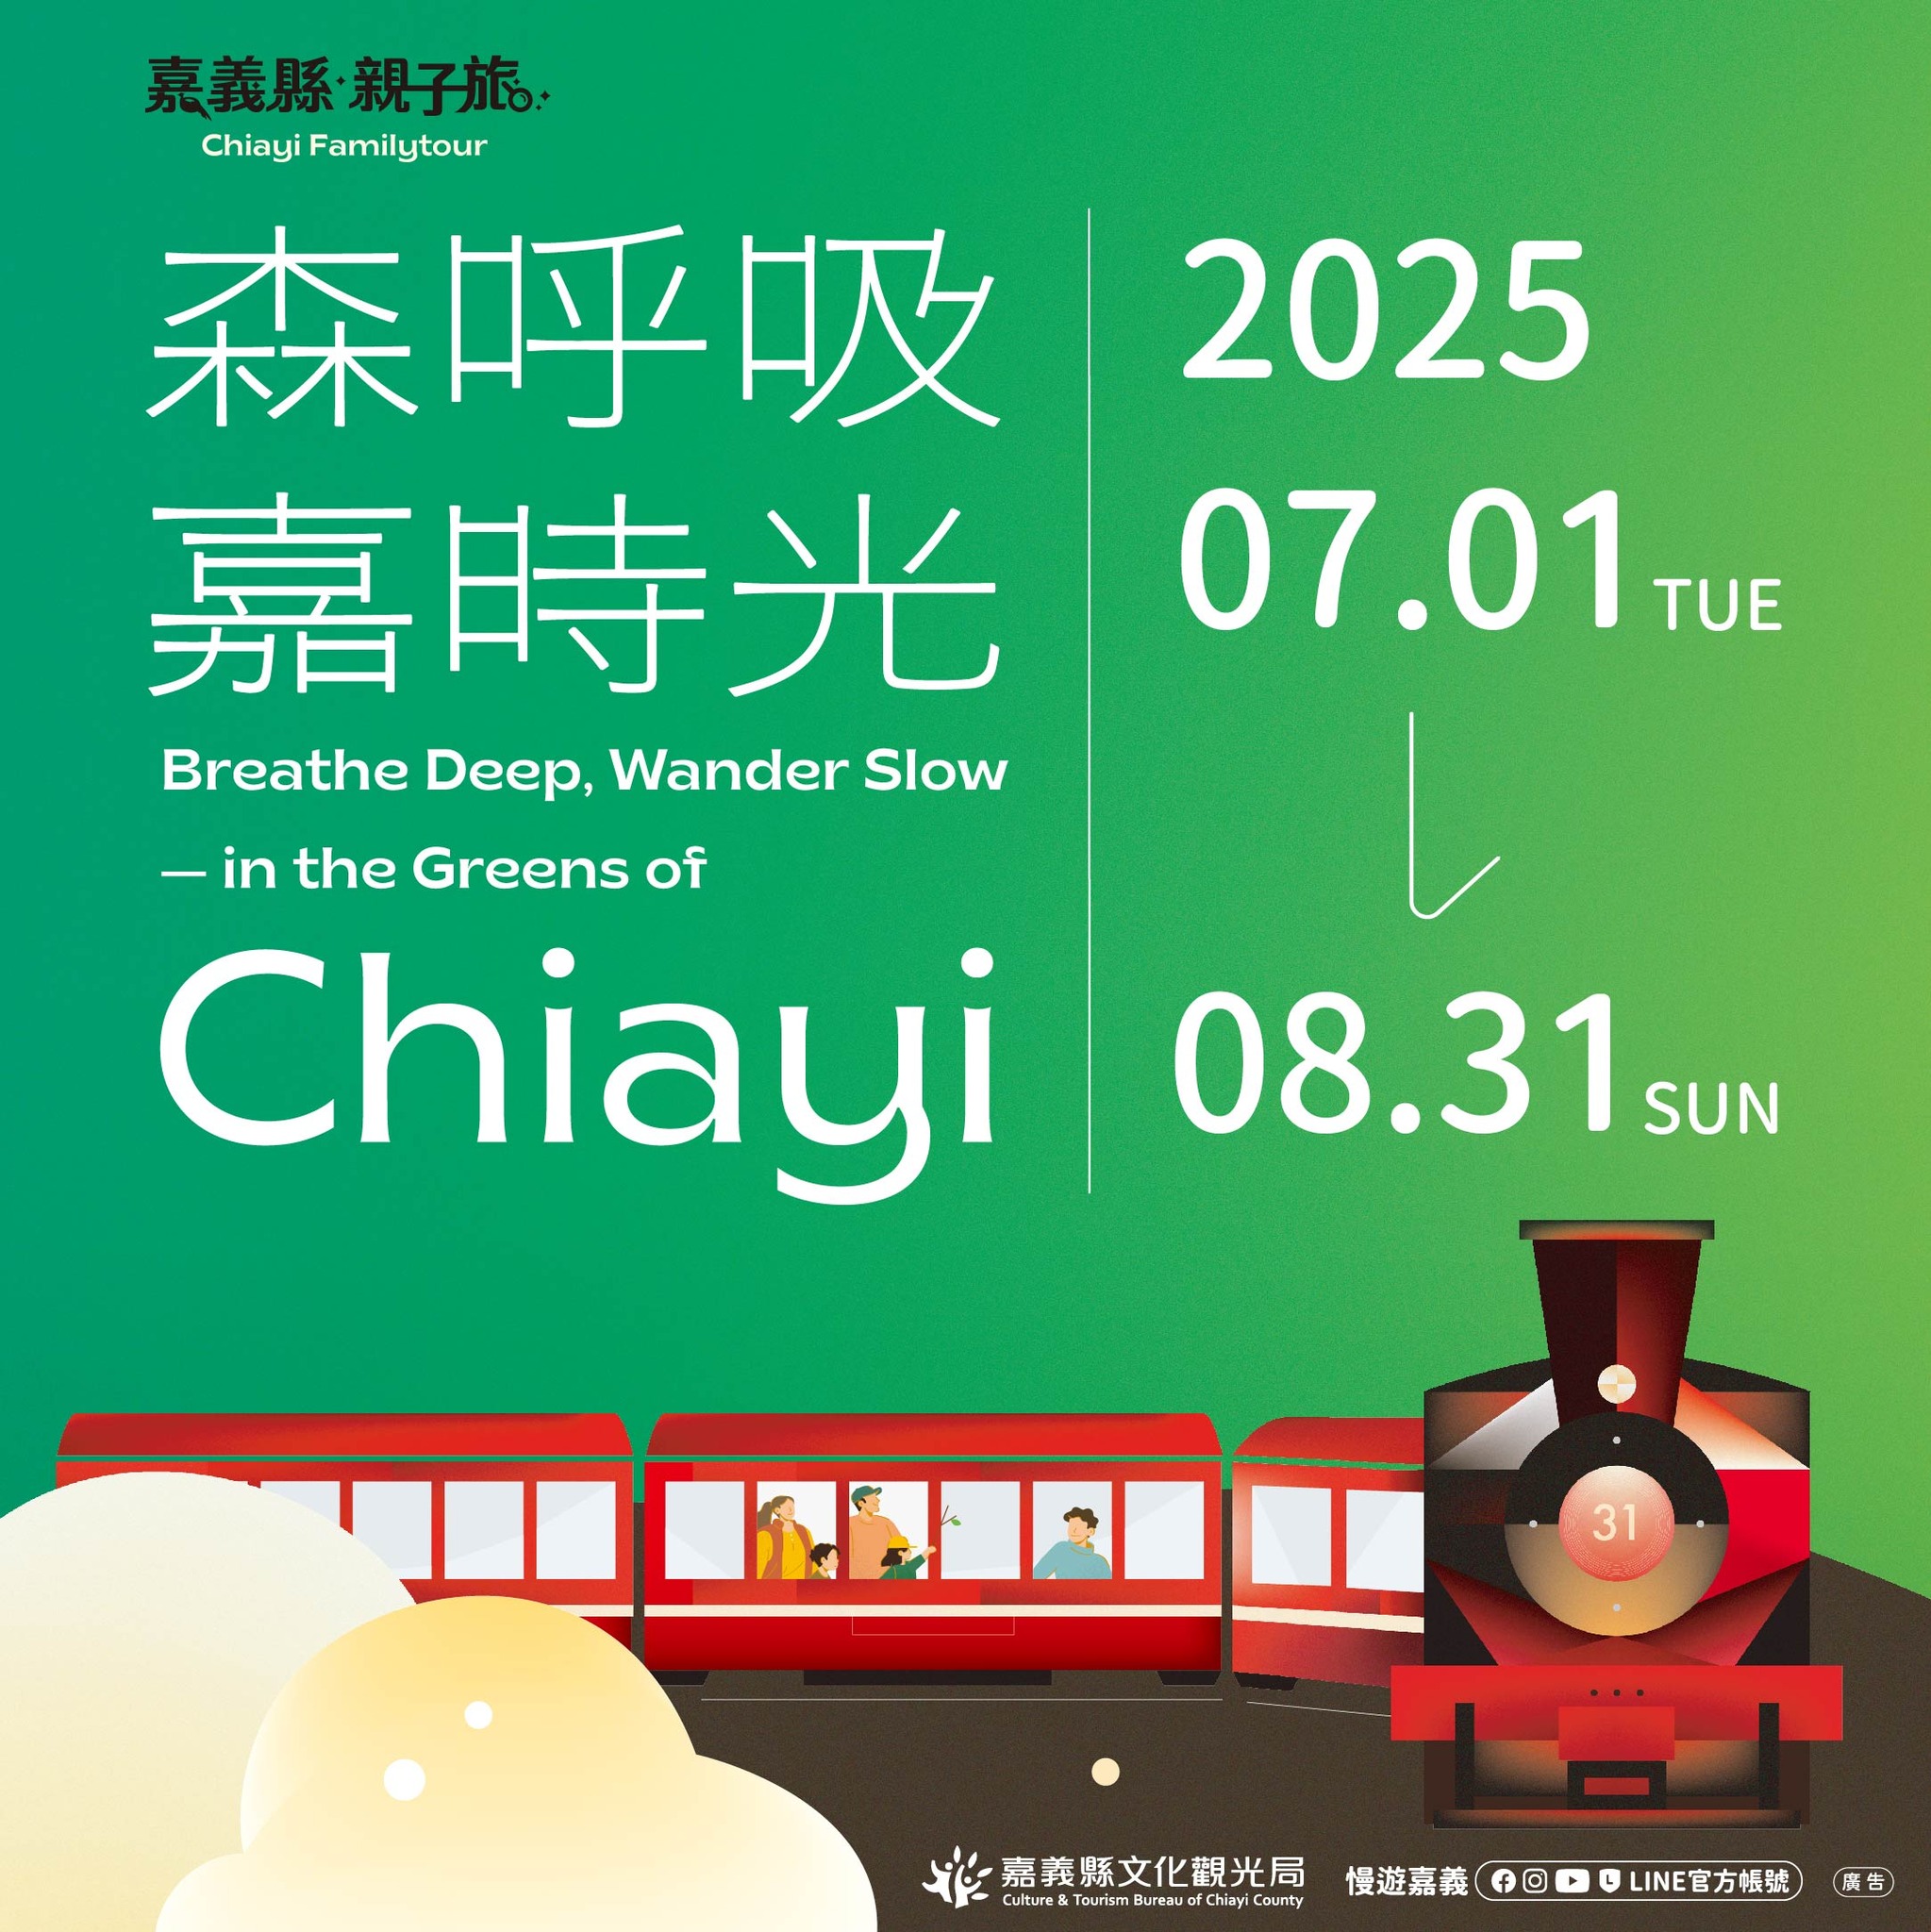 嘉義縣·親子旅
Chiayi Familytour
森呼吸
嘉時光
Breathe Deep, Wander Slow
— in the Greens of
Chiayi
2025
07.01 TUE
08.31 SUN
31
嘉義縣文化觀光局
Culture & Tourism Bureau of Chiayi County
慢遊嘉義 LINE官方帳號
廣告